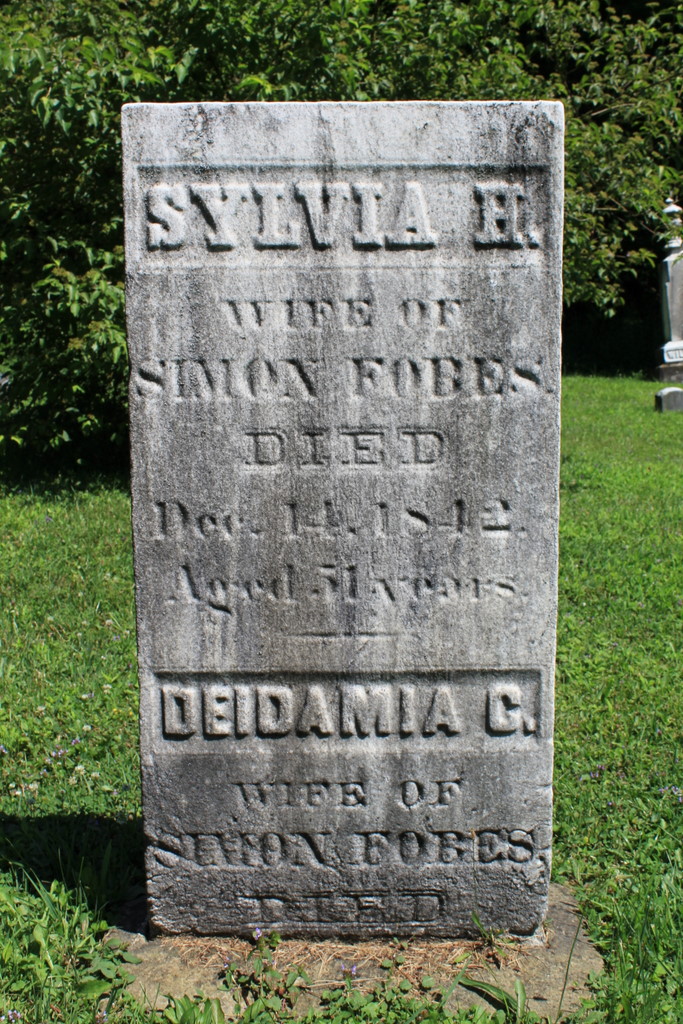 SYLVIA H.
WIFE OF
SIMON FOBES.
DIED
Dec. 14, 1842.
Aged 51 years.
DEIDAMIA C.
WIFE OF
SIMON FOBES.
DIED